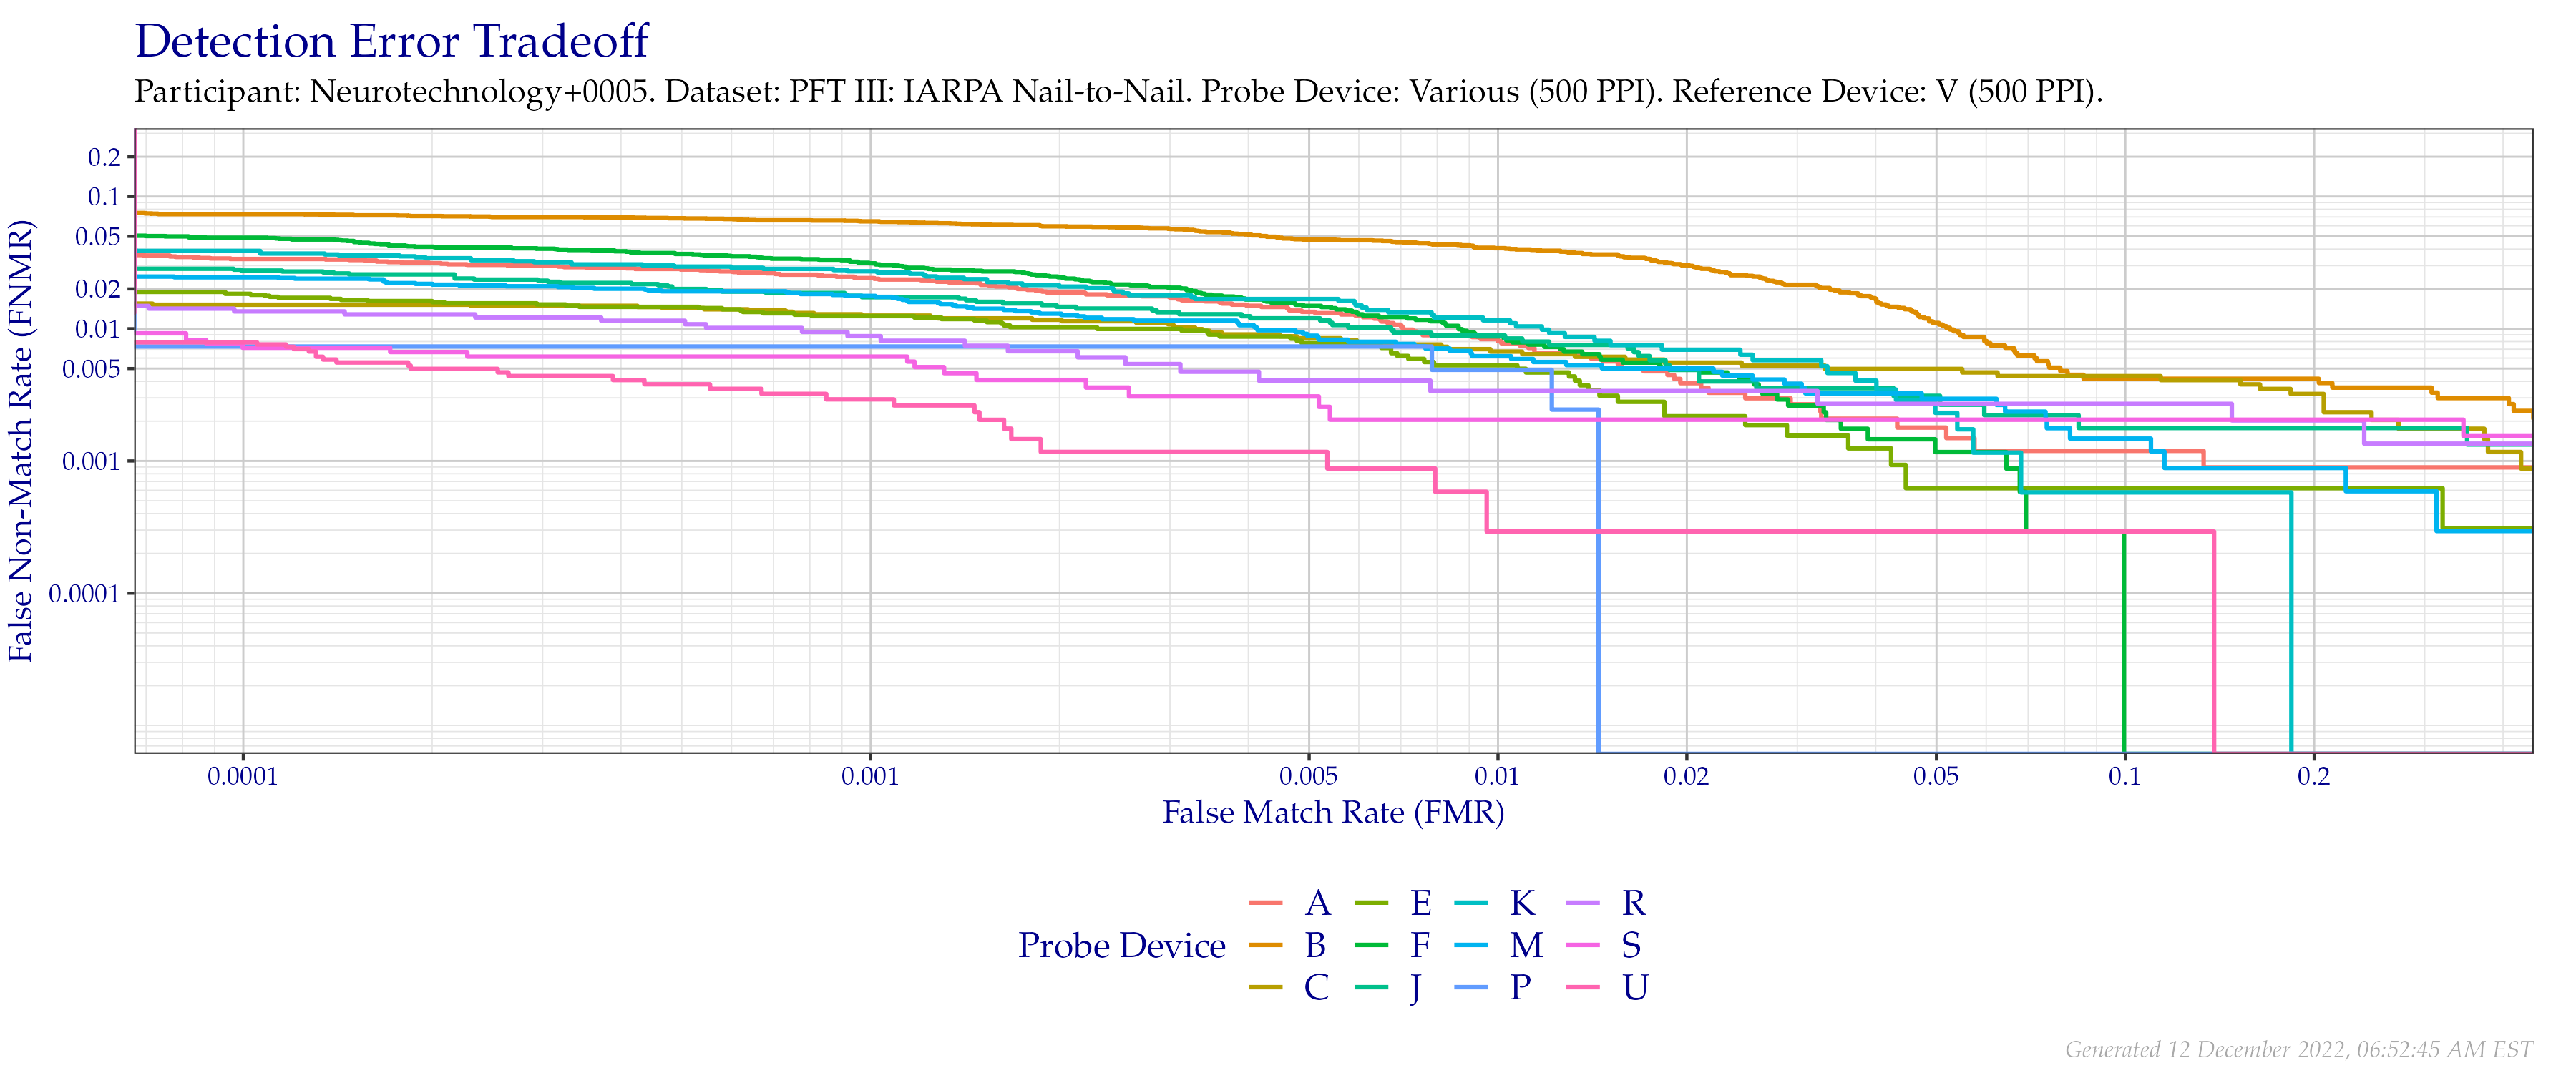 Detection Error Tradeoff
Participant: Neurotechnology+0005. Dataset: PFT III: IARPA Nail-to-Nail. Probe Device: Various (500 PPI). Reference Device: V (500 PPI).
False Non-Match Rate (FNMR)
0.2
0.1
0.05
0.02
0.01
0.005
0.001
0.0001
0.0001 0.001 0.005 0.01 0.02 0.05 0.1 0.2
False Match Rate (FMR)
Probe Device
A E K R
B F M S
C J P U
Generated 12 December 2022, 06:52:45 AM EST